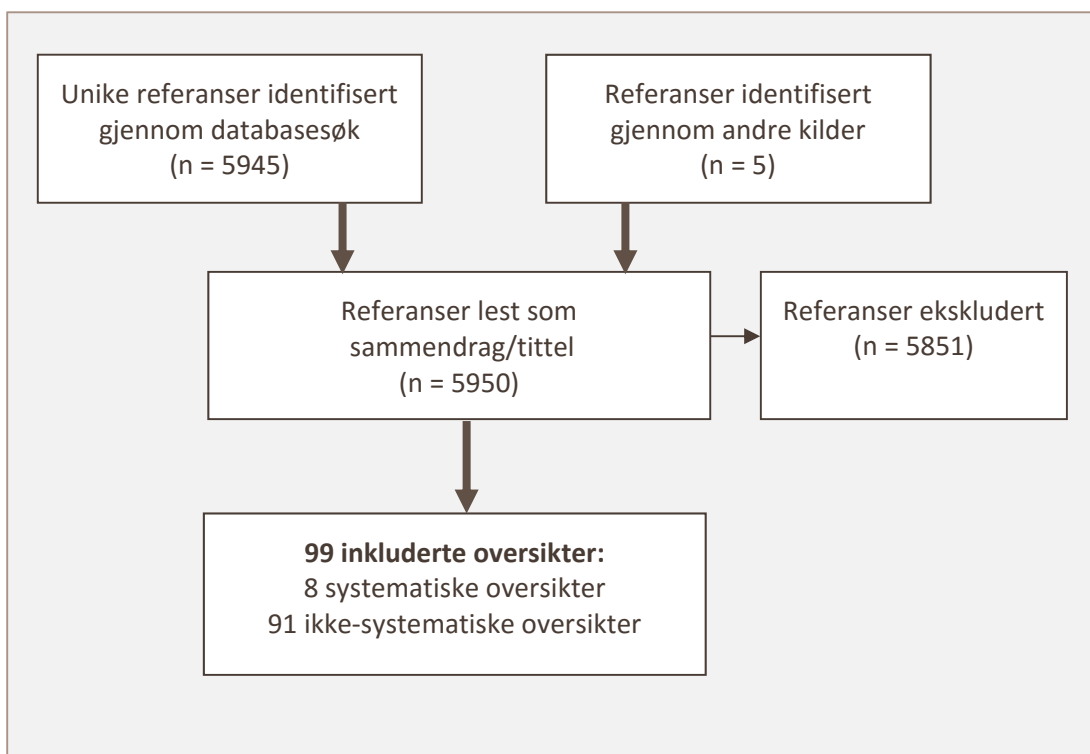 Unike referanser identifisert
gjennom databasesøk
(n = 5945)
Referanser identifisert
gjennom andre kilder
(n = 5)
Referanser lest som
sammendrag/tittel
(n = 5950)
Referanser ekskludert
(n = 5851)
99 inkluderte oversikter:
8 systematiske oversikter
91 ikke-systematiske oversikter